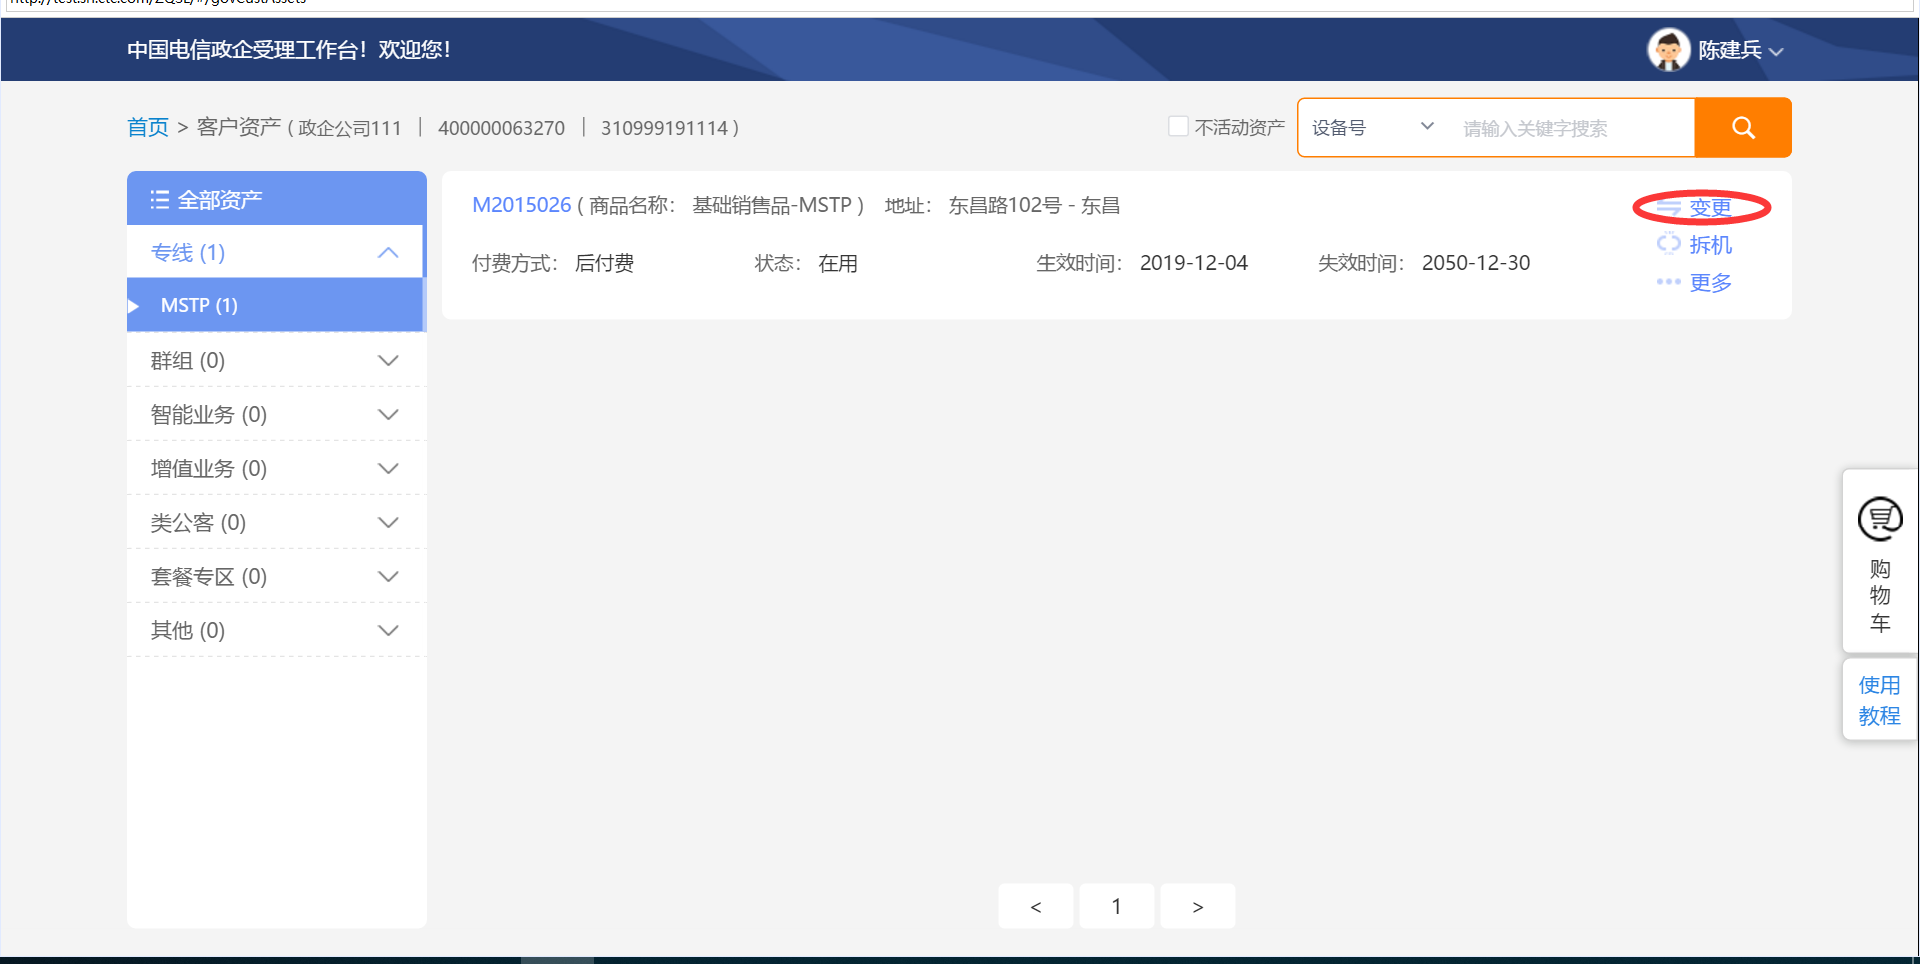 中国电信政企受理工作台！欢迎您！
陈建兵
首页 > 客户资产 ( 政企公司111 | 400000063270 | 310999191114 )
不活动资产
设备号
请输入关键字搜索
全部资产
专线 (1)
MSTP (1)
群组 (0)
智能业务 (0)
增值业务 (0)
类公客 (0)
套餐专区 (0)
其他 (0)
M2015026 ( 商品名称： 基础销售品-MSTP ) 地址： 东昌路102号 - 东昌
付费方式： 后付费 状态： 在用 生效时间： 2019-12-04 失效时间： 2050-12-30
变更
拆机
更多
购
物
车
使用
教程
< 1 >